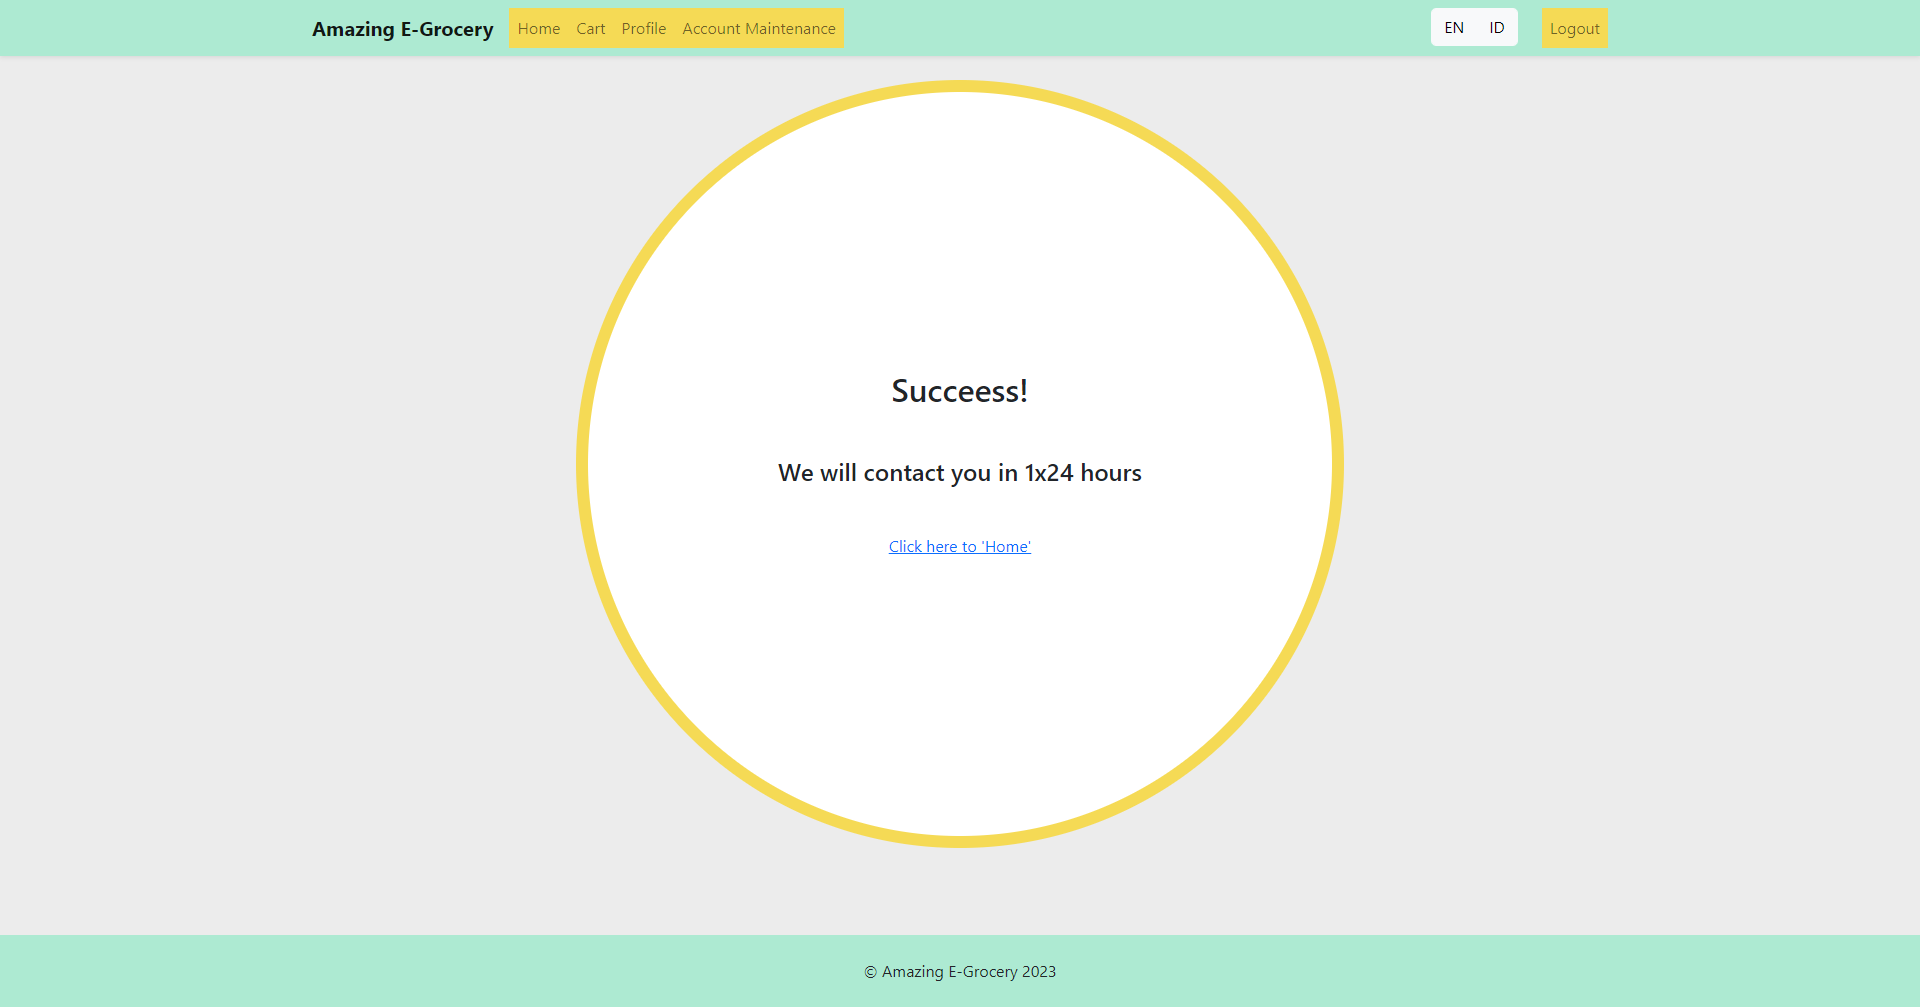 Amazing E-Grocery Home Cart Profile Account Maintenance EN ID Logout
Succeess!
We will contact you in 1x24 hours
Click here to 'Home'
© Amazing E-Grocery 2023